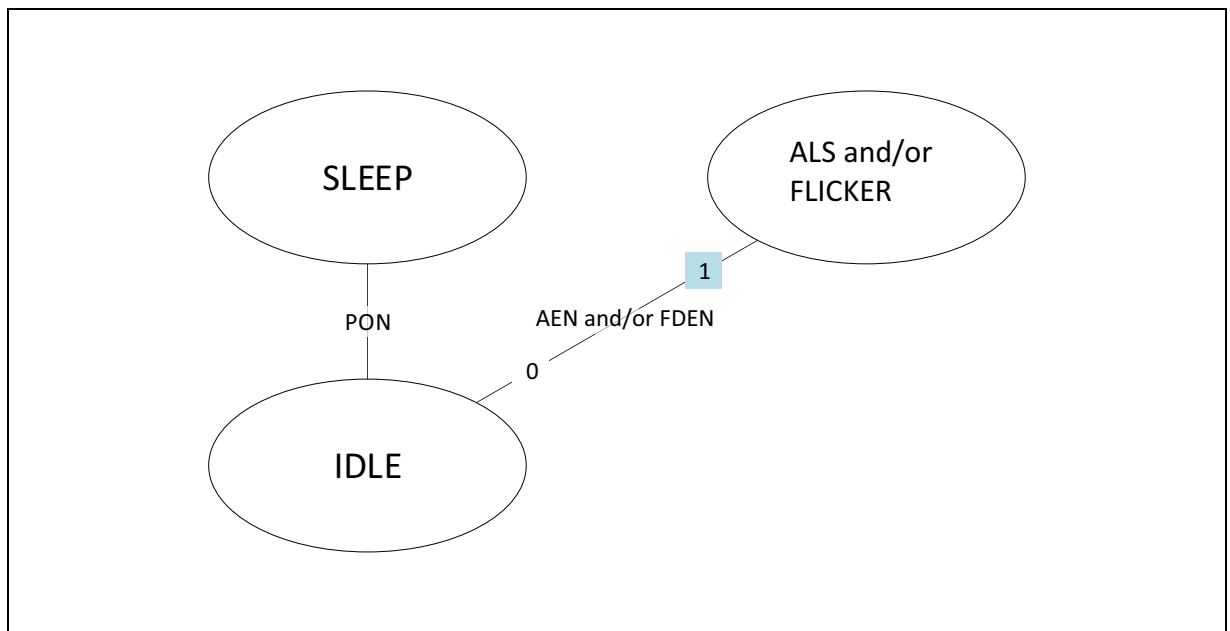 SLEEP
ALS and/or
FLICKER
1
PON
AEN and/or FDEN
0
IDLE